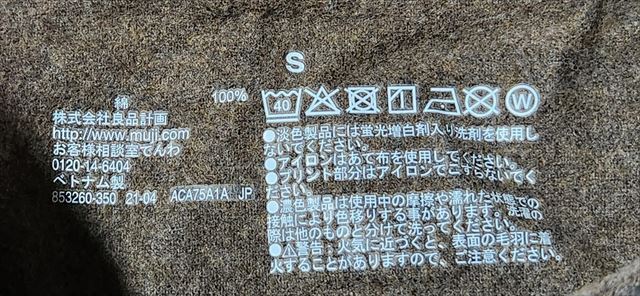 S
綿 100%
株式会社良品計画
http://www.muji.com
お客様相談室でんわ
0120-14-6404
ベトナム製
853260-350 21-04 ACA75A1A JP
40 W
●淡色製品には蛍光増白剤入り洗剤を使用し
ないでください。
●アイロンはあて布を使用してください。
●プリント部分はアイロンでこすらないでく
ださい。
●濃色製品は使用中の摩擦や濡れた状態での
接触により色移りする事があります。洗濯の
際は他のものと分けて洗ってください。
●⚠警告：火気に近づくと、表面の毛羽に着
火することがありますので、ご注意ください。